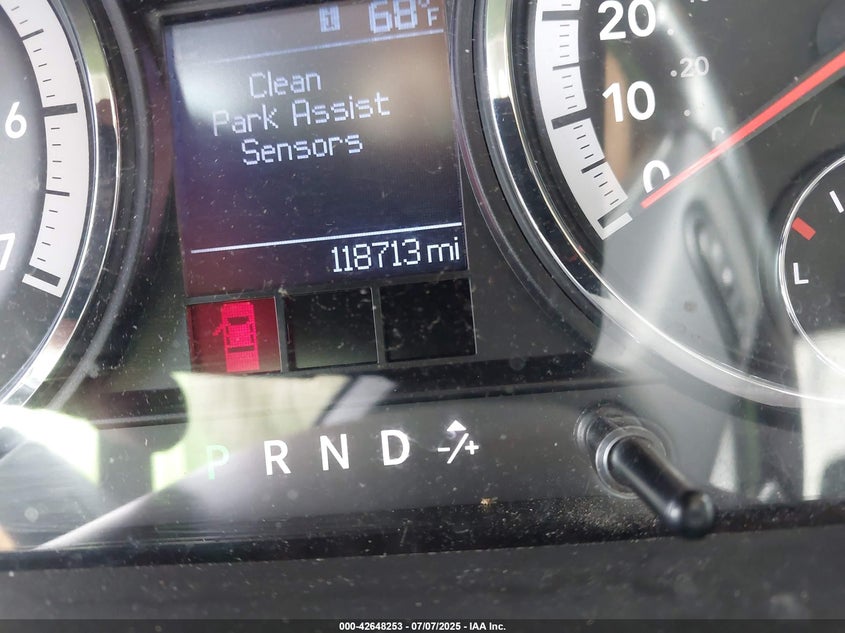 68°F
Clean
Park Assist
Sensors
118713 mi
6
7
20
10
0
20
L
P R N D -/+
000-42648253 - 07/07/2025 - IAA Inc.